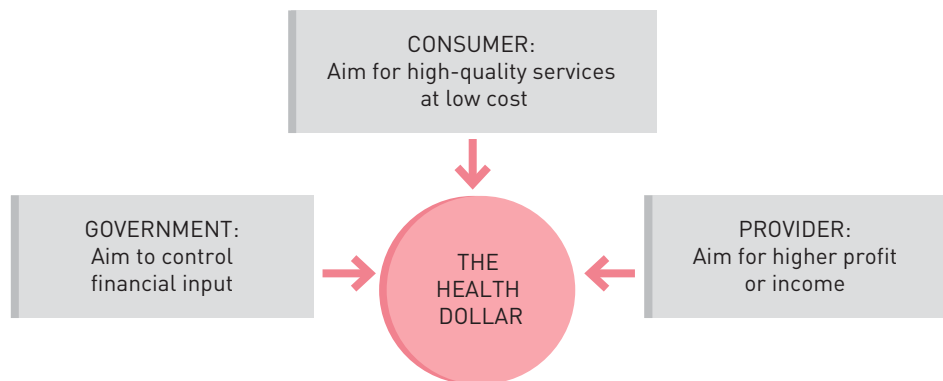 CONSUMER:
Aim for high-quality services
at low cost
GOVERNMENT:
Aim to control
financial input
THE
HEALTH
DOLLAR
PROVIDER:
Aim for higher profit
or income